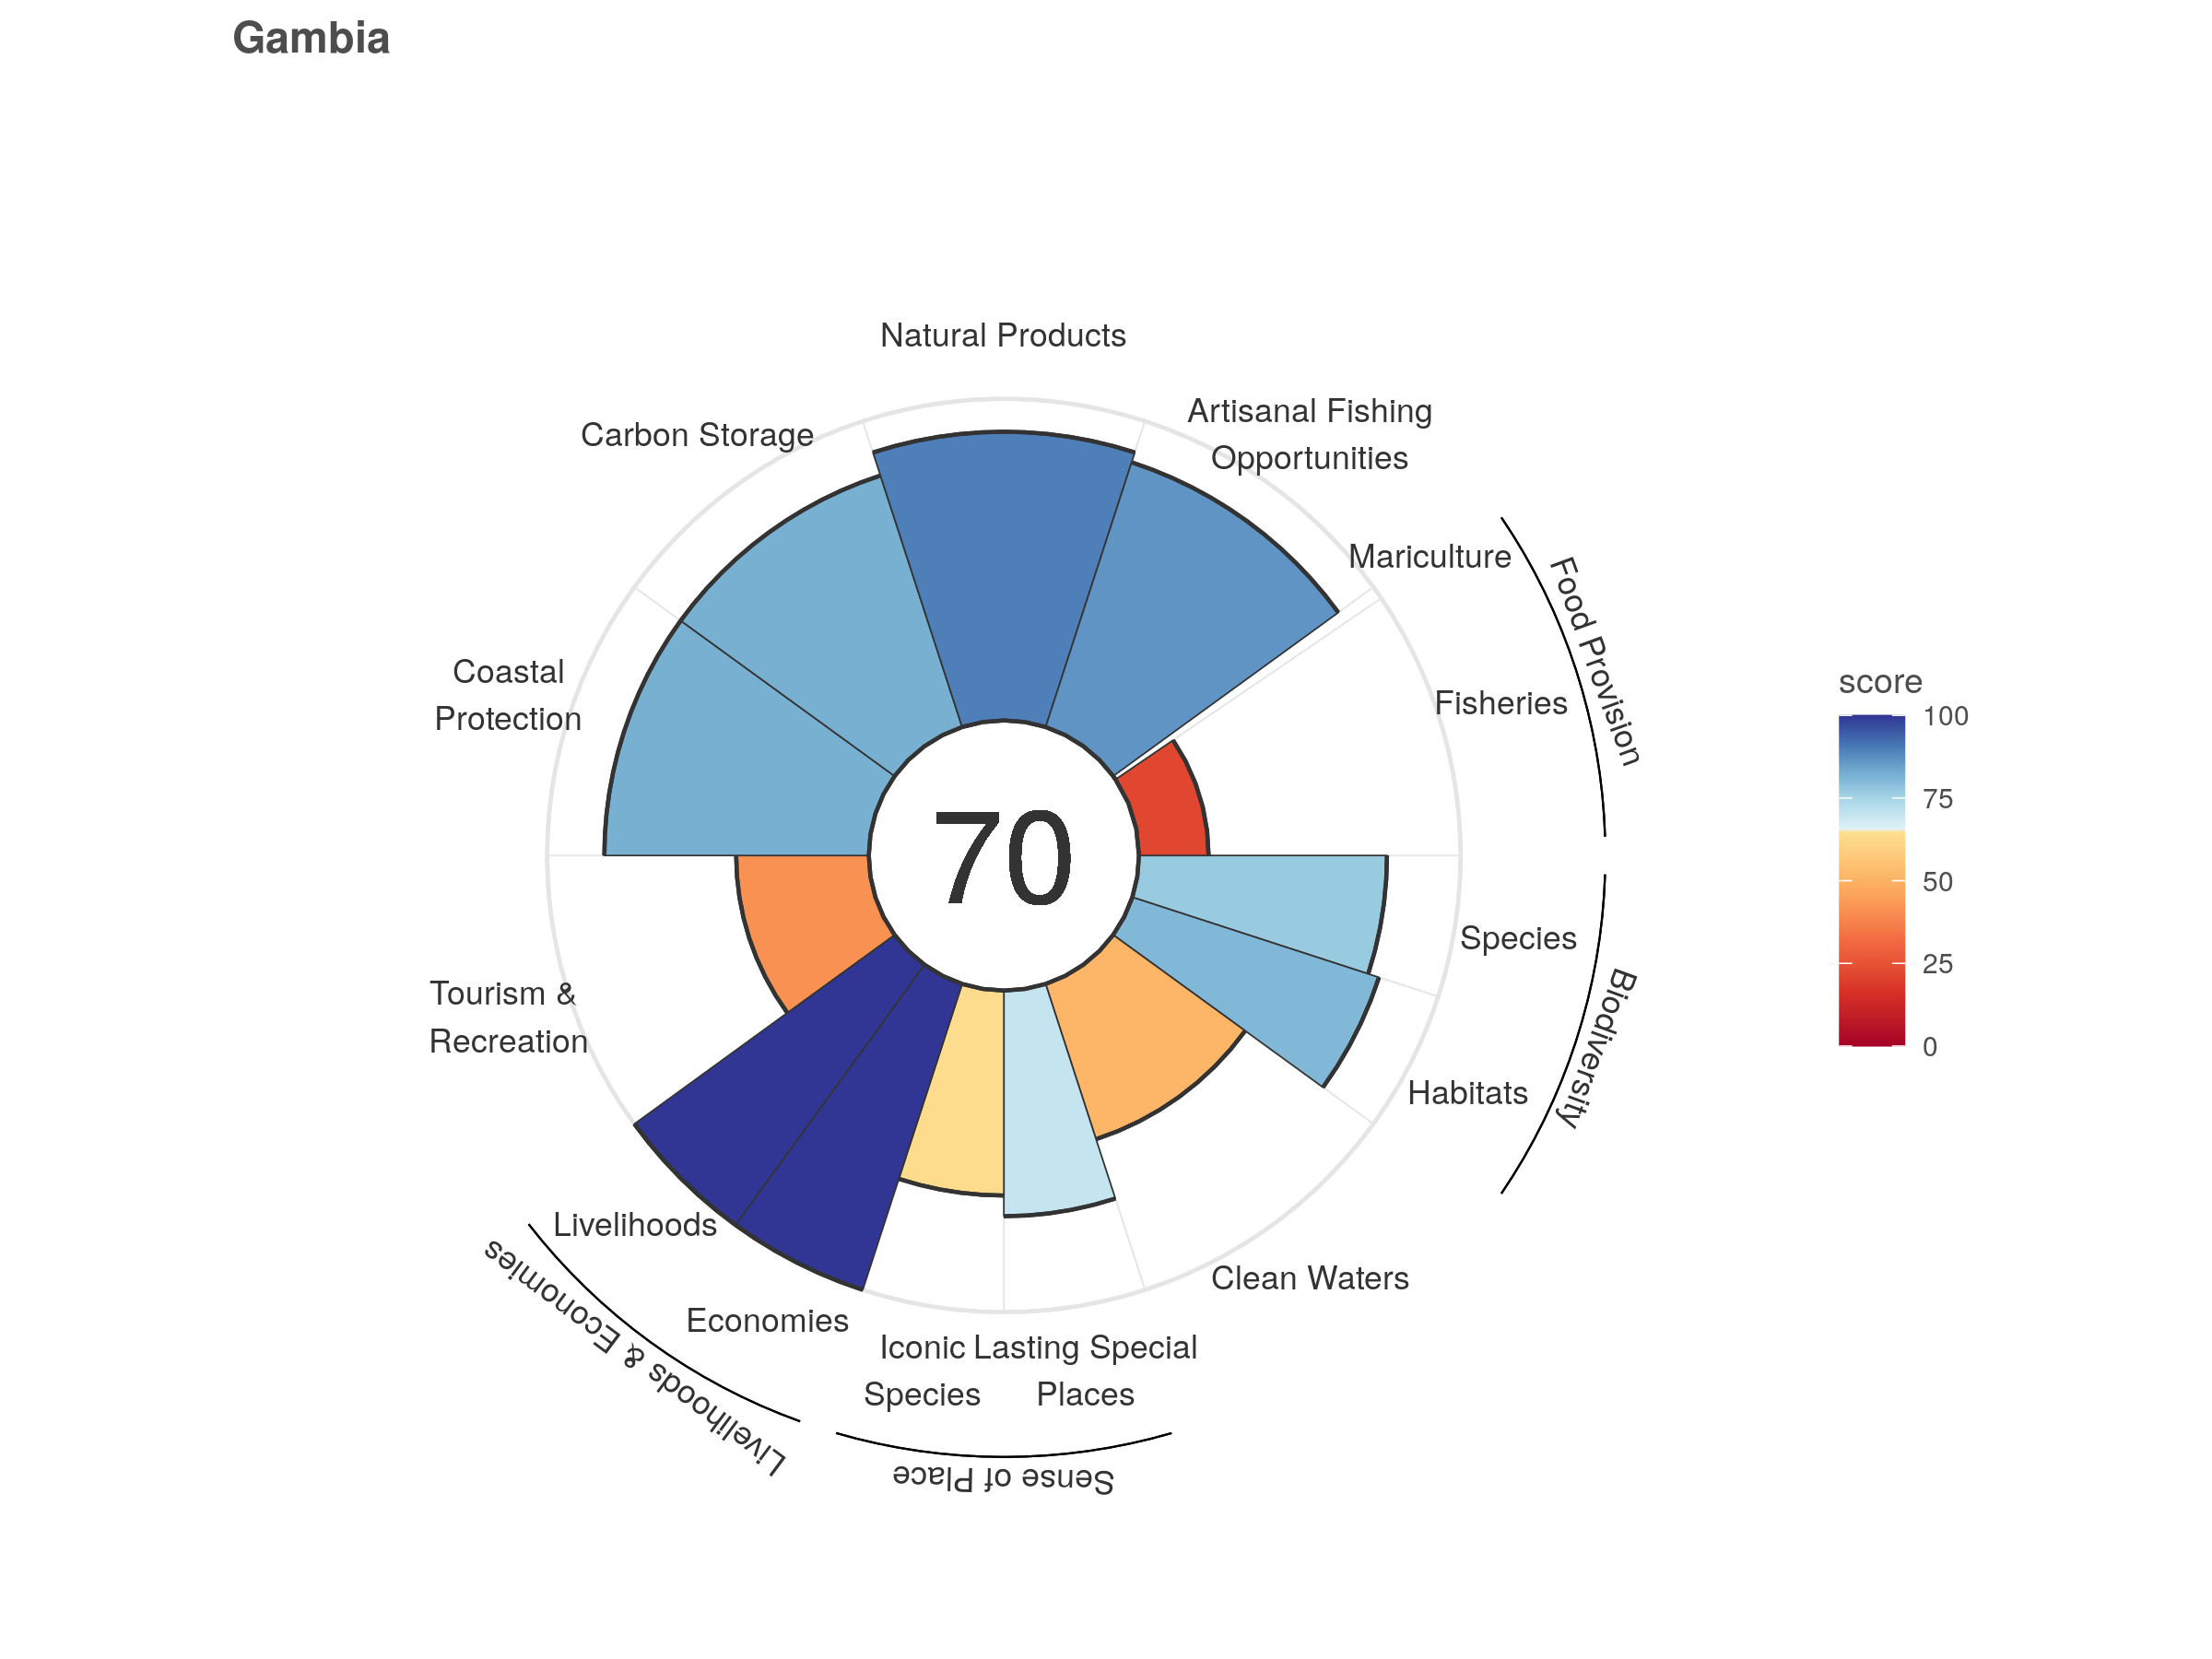 Gambia
Natural Products
Artisanal Fishing
Opportunities
Carbon Storage
Mariculture
Food Provision
Coastal
Protection
Fisheries
70
Species
Biodiversity
Tourism &
Recreation
Habitats
Livelihoods
Economies
Livelihoods & Economies
Clean Waters
Iconic
Species
Lasting Special
Places
Sense of Place
score
100
75
50
25
0